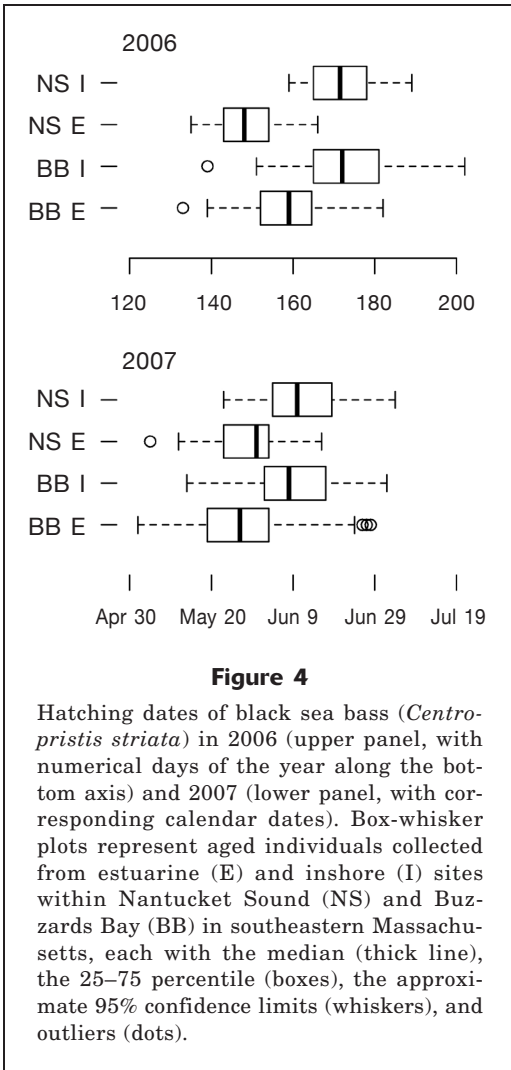 2006
NS I
NS E
BB I
BB E
120 140 160 180 200
2007
NS I
NS E
BB I
BB E
Apr 30 May 20 Jun 9 Jun 29 Jul 19
Figure 4
Hatching dates of black sea bass (Centro-
pristis striata) in 2006 (upper panel, with
numerical days of the year along the bot-
tom axis) and 2007 (lower panel, with cor-
responding calendar dates). Box-whisker
plots represent aged individuals collected
from estuarine (E) and inshore (I) sites
within Nantucket Sound (NS) and Buz-
zards Bay (BB) in southeastern Massachu-
setts, each with the median (thick line),
the 25–75 percentile (boxes), the approxi-
mate 95% confidence limits (whiskers), and
outliers (dots).